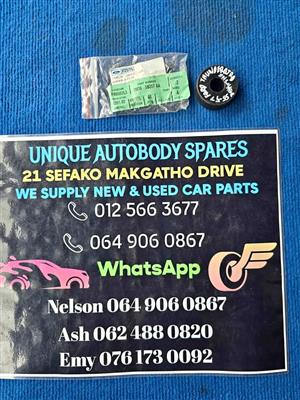 UNIQUE AUTOBODY SPARES
21 SEFAKO MAKGATHO DRIVE
WE SUPPLY NEW & USED CAR PARTS
012 566 3677
064 906 0867
WhatsApp
Nelson 064 906 0867
Ash 062 488 0820
Emy 076 173 0092